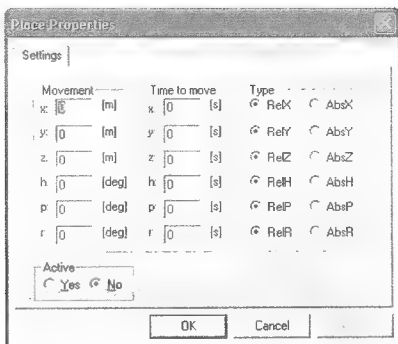 Place Properties
Settings
Movement Time to move Type
x: 0 [m] x: 0 [s] RelX AbsX
y: 0 [m] y: 0 [s] RelY AbsY
z: 0 [m] z: 0 [s] RelZ AbsZ
h: 0 [deg] h: 0 [s] RelH AbsH
p: 0 [deg] p: 0 [s] RelP AbsP
r: 0 [deg] r: 0 [s] RelR AbsR
Active
Yes No
OK Cancel